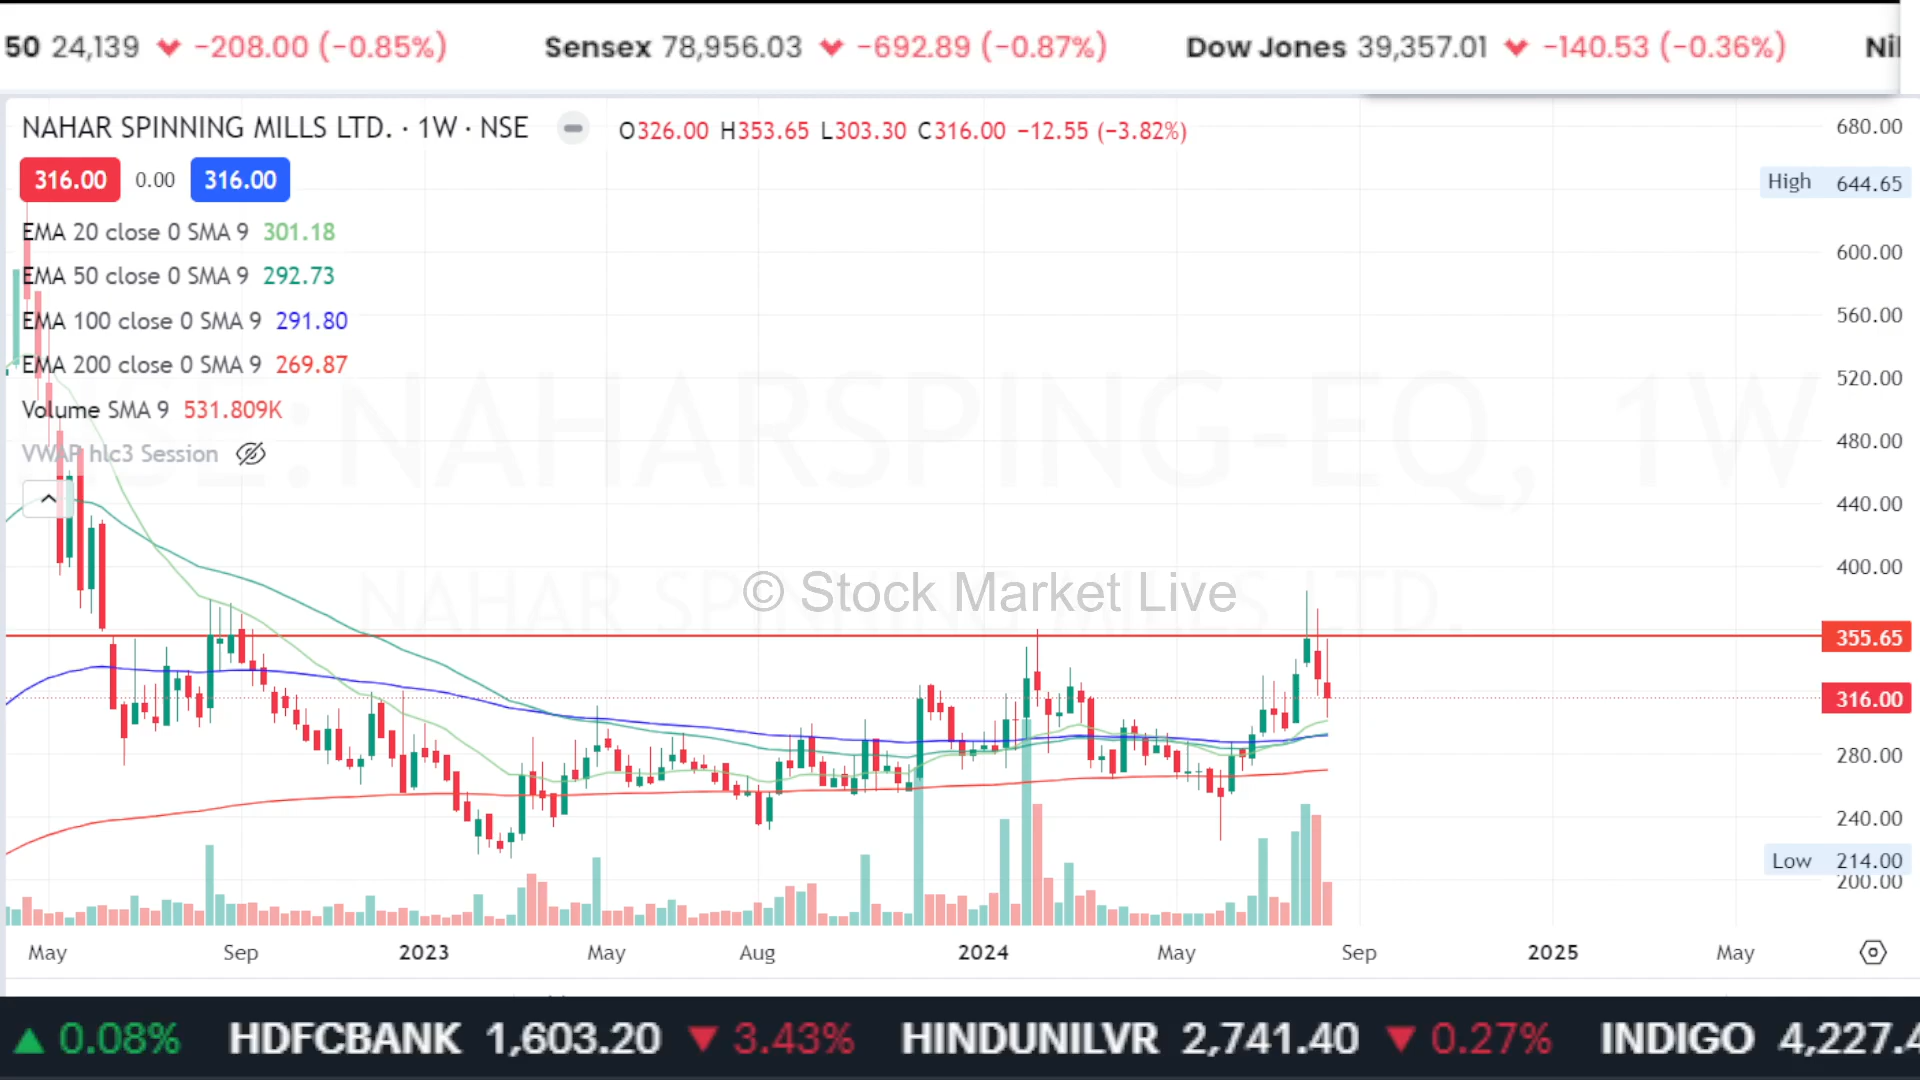 50 24,139 -208.00 (-0.85%) Sensex 78,956.03 -692.89 (-0.87%) Dow Jones 39,357.01 -140.53 (-0.36%)
NAHAR SPINNING MILLS LTD. · 1W · NSE O326.00 H353.65 L303.30 C316.00 −12.55 (−3.82%)
316.00 0.00 316.00
EMA 20 close 0 SMA 9 301.18
EMA 50 close 0 SMA 9 292.73
EMA 100 close 0 SMA 9 291.80
EMA 200 close 0 SMA 9 269.87
Volume SMA 9 531.809K
VWAP hlc3 Session
NSE:NAHARSPING-EQ, 1W
NAHAR SPINNING MILLS LTD.
© Stock Market Live
680.00
High 644.65
600.00
560.00
520.00
480.00
440.00
400.00
355.65
316.00
280.00
240.00
Low 214.00
200.00
May Sep 2023 May Aug 2024 May Sep 2025 May
0.08% HDFCBANK 1,603.20 3.43% HINDUNILVR 2,741.40 0.27% INDIGO 4,227.4